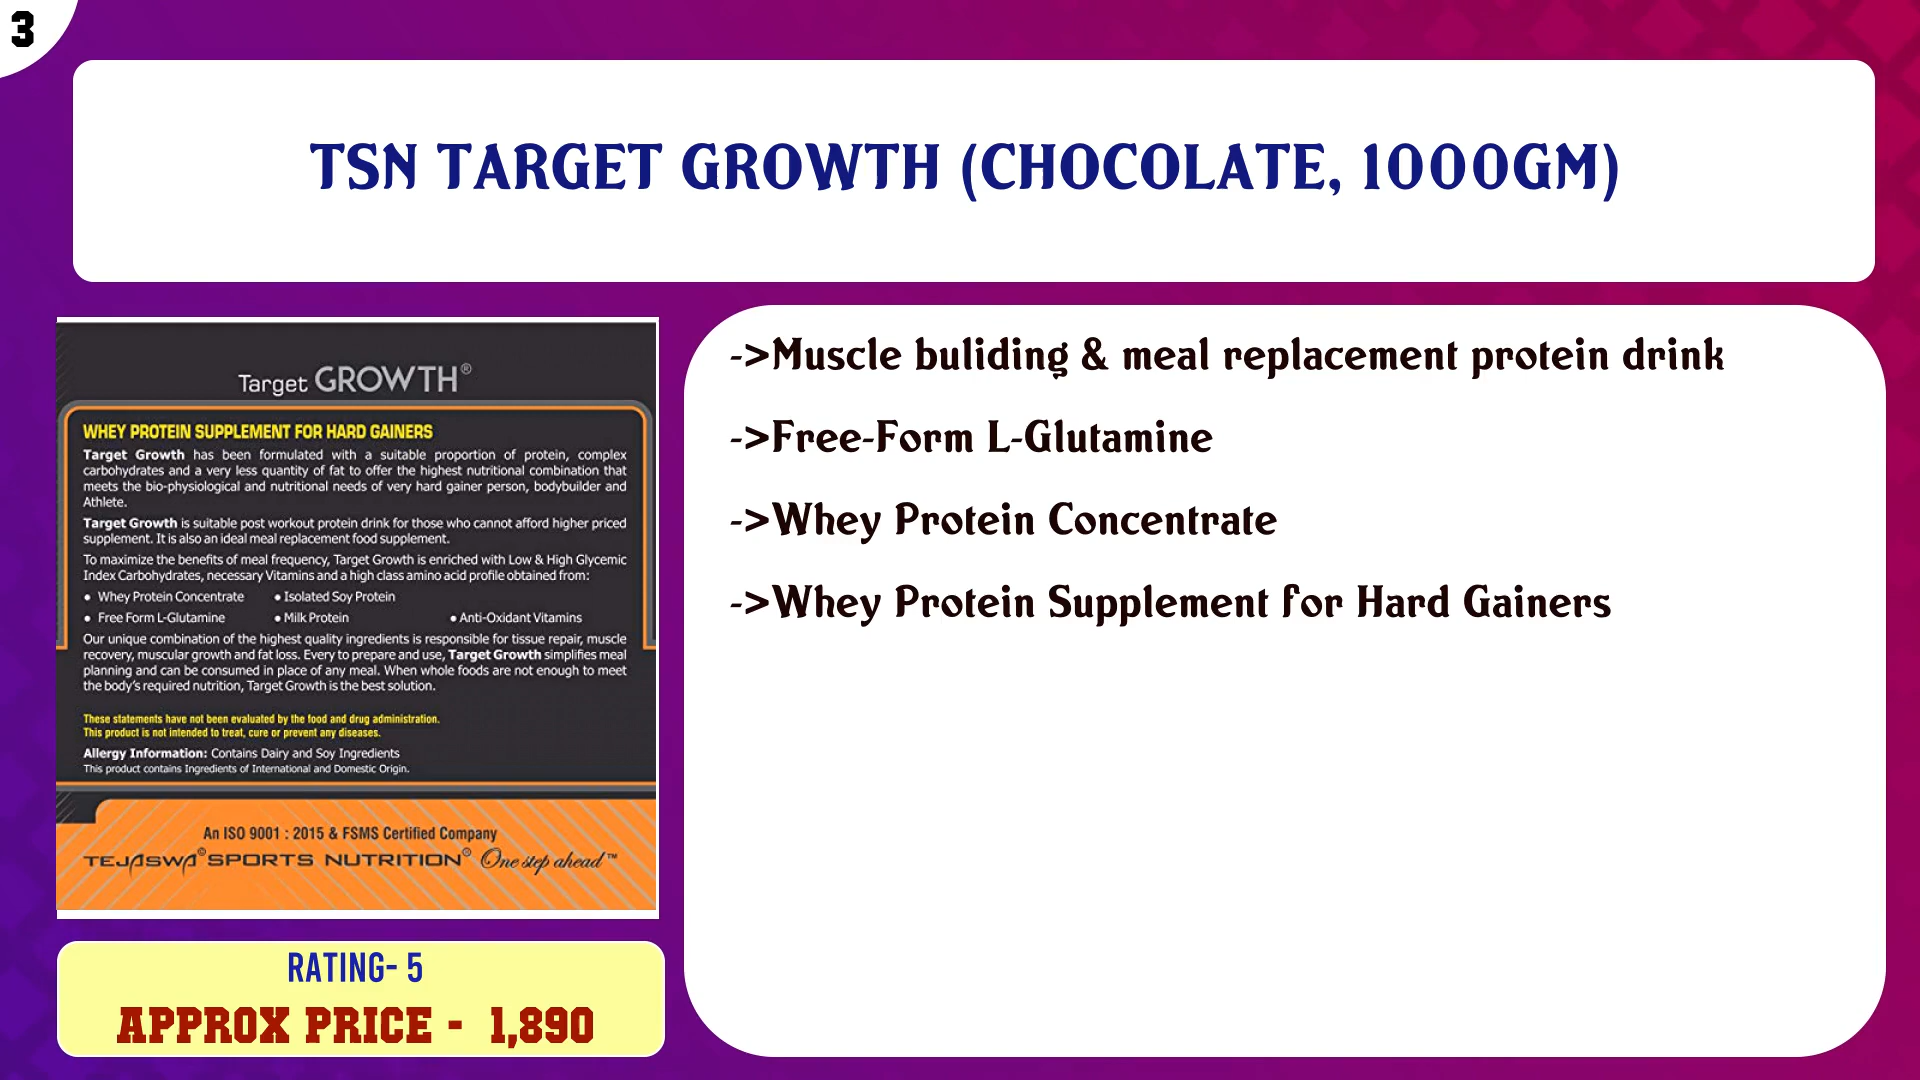 3
TSN TARGET GROWTH (CHOCOLATE, 1000GM)
Target GROWTH®
WHEY PROTEIN SUPPLEMENT FOR HARD GAINERS
Target Growth has been formulated with a suitable proportion of protein, complex
carbohydrates and a very less quantity of fat to offer the highest nutritional combination that
meets the bio-physiological and nutritional needs of very hard gainer person, bodybuilder and
Athlete.
Target Growth is suitable post workout protein drink for those who cannot afford higher priced
supplement. It is also an ideal meal replacement food supplement.
To maximize the benefits of meal frequency, Target Growth is enriched with Low & High Glycemic
Index Carbohydrates, necessary Vitamins and a high class amino acid profile obtained from:
• Whey Protein Concentrate • Isolated Soy Protein
• Free Form L-Glutamine • Milk Protein • Anti-Oxidant Vitamins
Our unique combination of the highest quality ingredients is responsible for tissue repair, muscle
recovery, muscular growth and fat loss. Every to prepare and use, Target Growth simplifies meal
planning and can be consumed in place of any meal. When whole foods are not enough to meet
the body's required nutrition, Target Growth is the best solution.
These statements have not been evaluated by the food and drug administration.
This product is not intended to treat, cure or prevent any diseases.
Allergy Information: Contains Dairy and Soy Ingredients
This product contains Ingredients of International and Domestic Origin.
An ISO 9001 : 2015 & FSMS Certified Company
TEJASWA© SPORTS NUTRITION® One step ahead™
->Muscle buliding & meal replacement protein drink
->Free-Form L-Glutamine
->Whey Protein Concentrate
->Whey Protein Supplement for Hard Gainers
RATING- 5
APPROX PRICE - 1,890